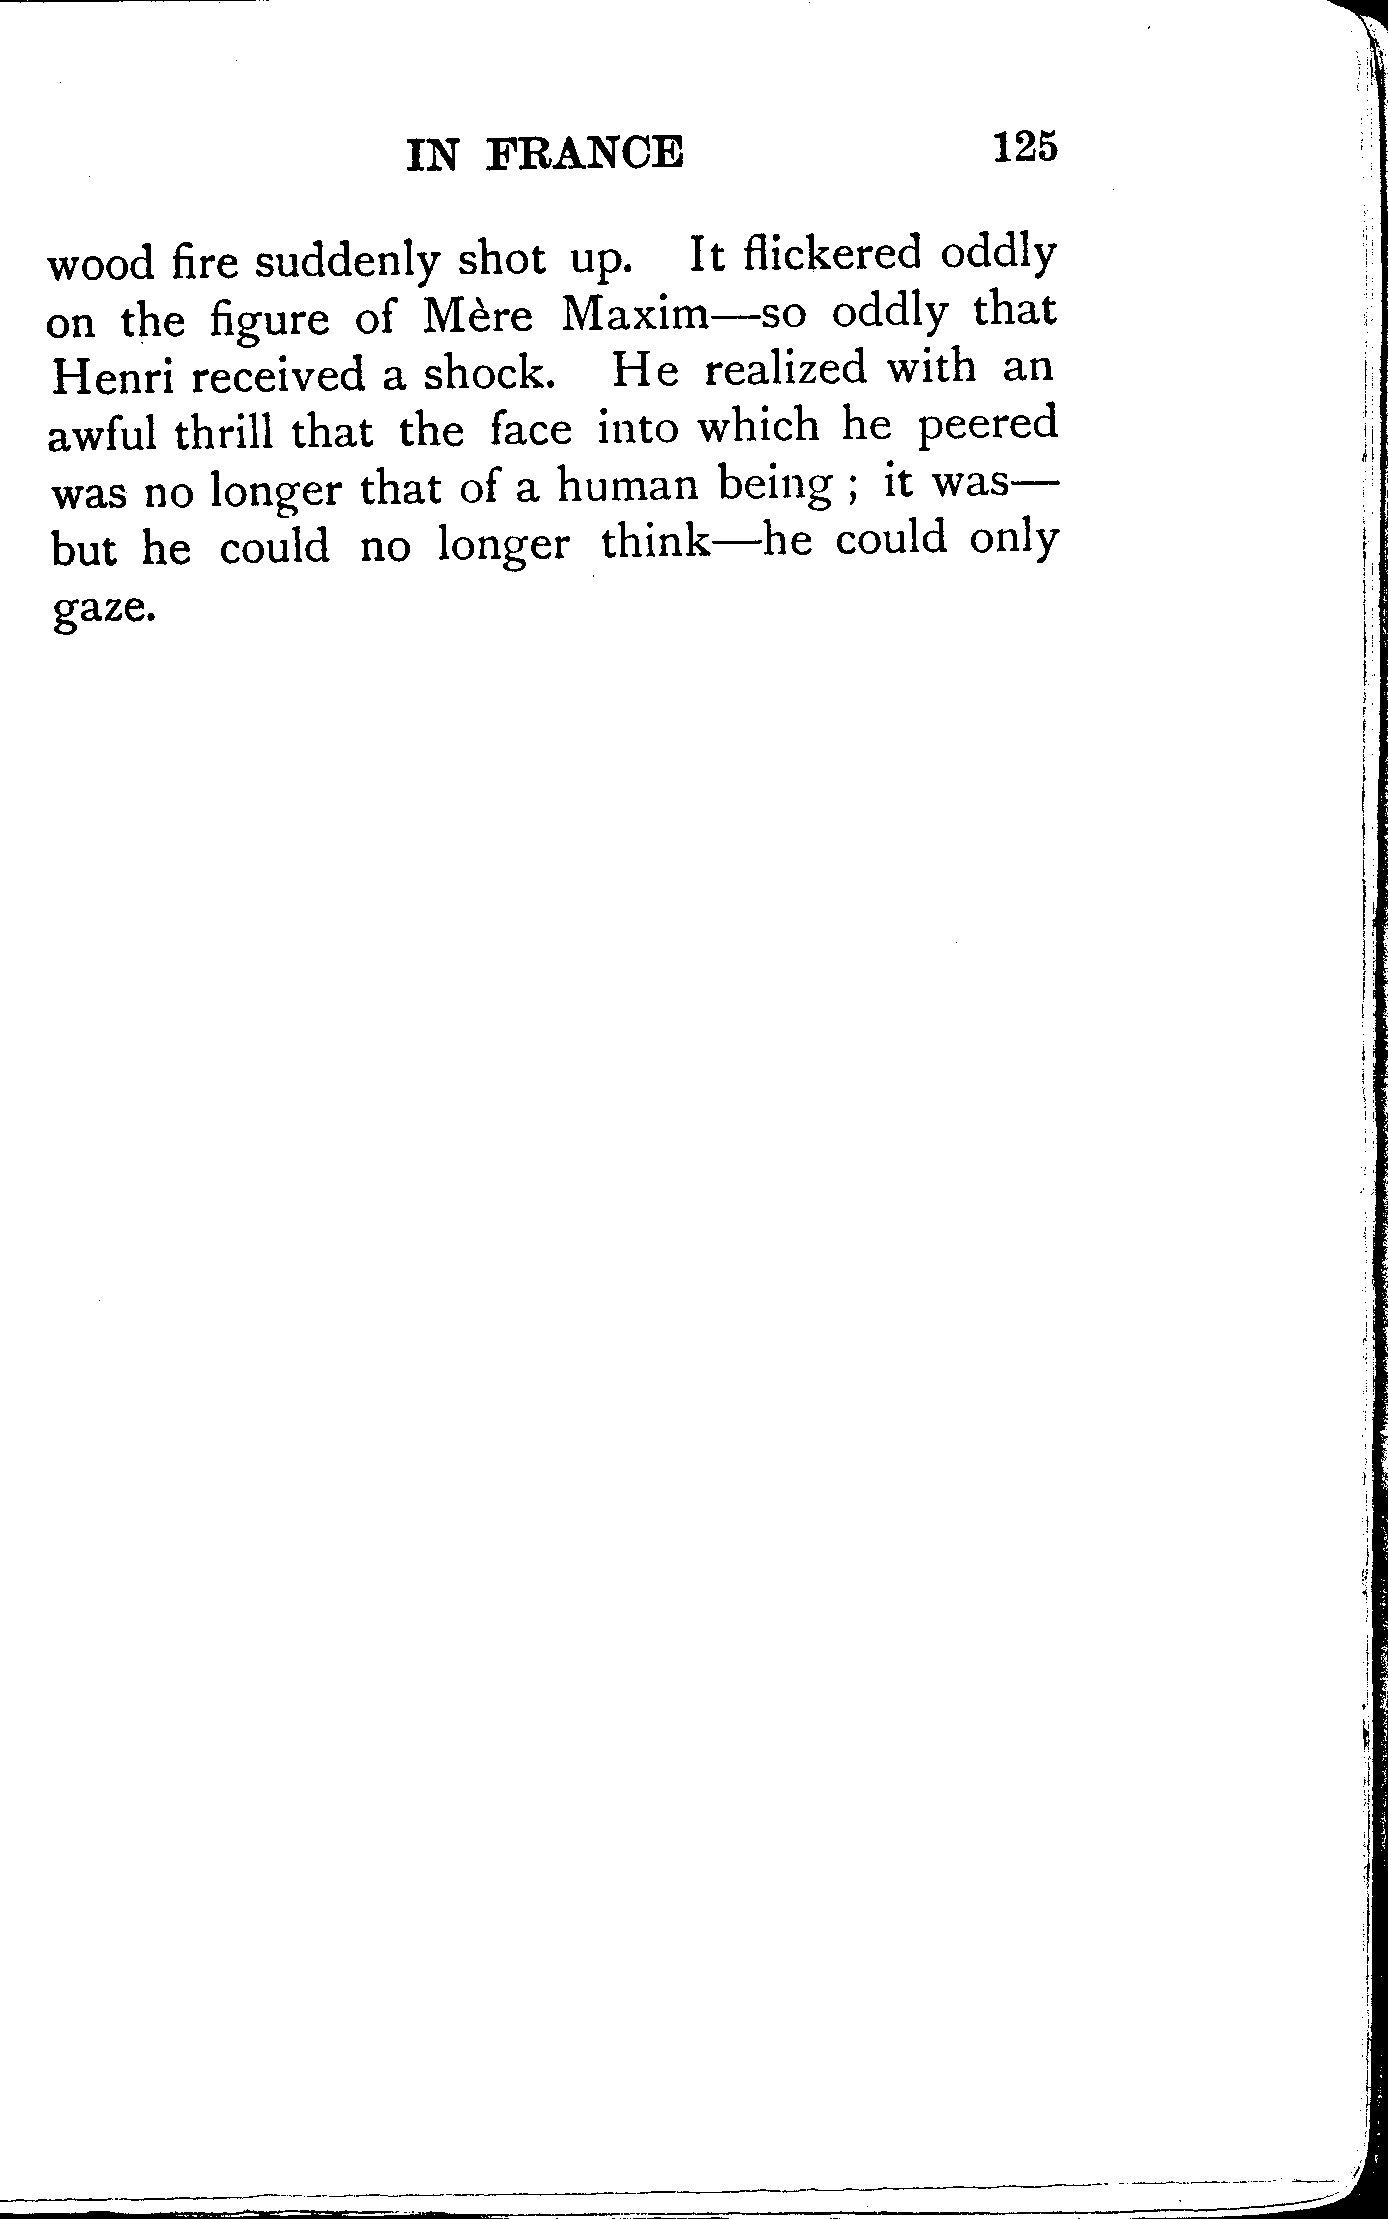 IN FRANCE 125
wood fire suddenly shot up. It flickered oddly
on the figure of Mère Maxim—so oddly that
Henri received a shock. He realized with an
awful thrill that the face into which he peered
was no longer that of a human being ; it was—
but he could no longer think—he could only
gaze.